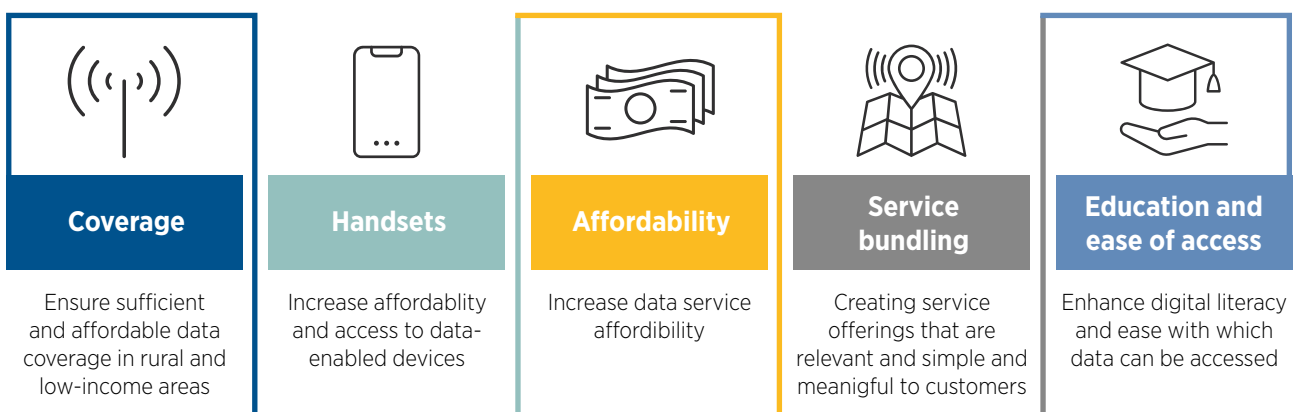 Coverage
Ensure sufficient
and affordable data
coverage in rural and
low-income areas
Handsets
Increase affordablity
and access to data-
enabled devices
Affordability
Increase data service
affordibility
Service
bundling
Creating service
offerings that are
relevant and simple and
meanigful to customers
Education and
ease of access
Enhance digital literacy
and ease with which
data can be accessed